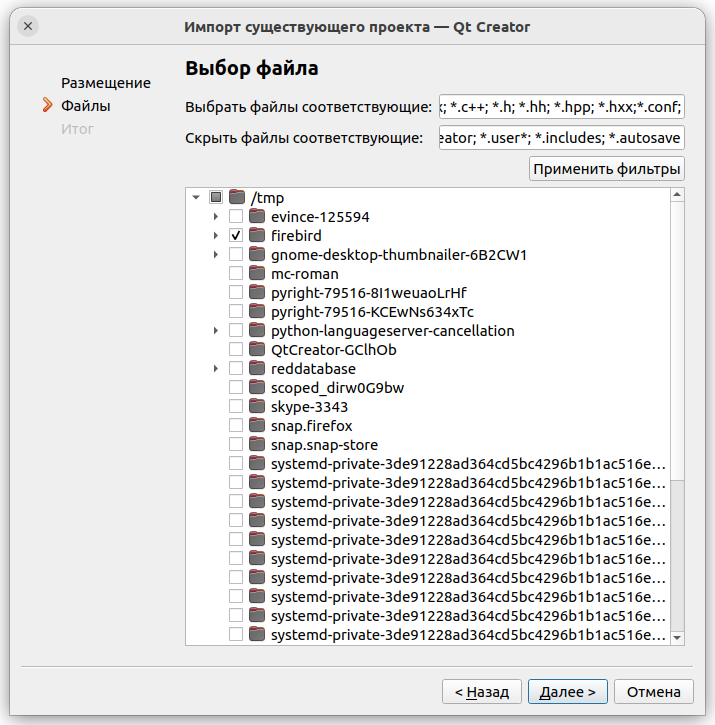 Импорт существующего проекта — Qt Creator
Размещение
Файлы
Итог
Выбор файла
Выбрать файлы соответствующие: *.c++; *.h; *.hh; *.hpp; *.hxx;*.conf;
Скрыть файлы соответствующие: eator; *.user*; *.includes; *.autosave
Применить фильтры
/tmp
evince-125594
firebird
gnome-desktop-thumbnailer-6B2CW1
mc-roman
pyright-79516-8I1weuaoLrHf
pyright-79516-KCEwNs634xTc
python-languageserver-cancellation
QtCreator-GClhOb
reddatabase
scoped_dirw0G9bw
skype-3343
snap.firefox
snap.snap-store
systemd-private-3de91228ad364cd5bc4296b1b1ac516e...
systemd-private-3de91228ad364cd5bc4296b1b1ac516e...
systemd-private-3de91228ad364cd5bc4296b1b1ac516e...
systemd-private-3de91228ad364cd5bc4296b1b1ac516e...
systemd-private-3de91228ad364cd5bc4296b1b1ac516e...
systemd-private-3de91228ad364cd5bc4296b1b1ac516e...
systemd-private-3de91228ad364cd5bc4296b1b1ac516e...
systemd-private-3de91228ad364cd5bc4296b1b1ac516e...
systemd-private-3de91228ad364cd5bc4296b1b1ac516e...
systemd-private-3de91228ad364cd5bc4296b1b1ac516e...
< Назад
Далее >
Отмена